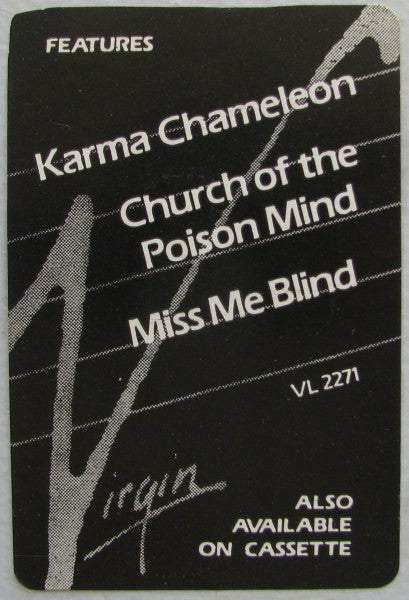 FEATURES
Karma Chameleon
Church of the
Poison Mind
Miss Me Blind
VL 2271
Virgin
ALSO
AVAILABLE
ON CASSETTE